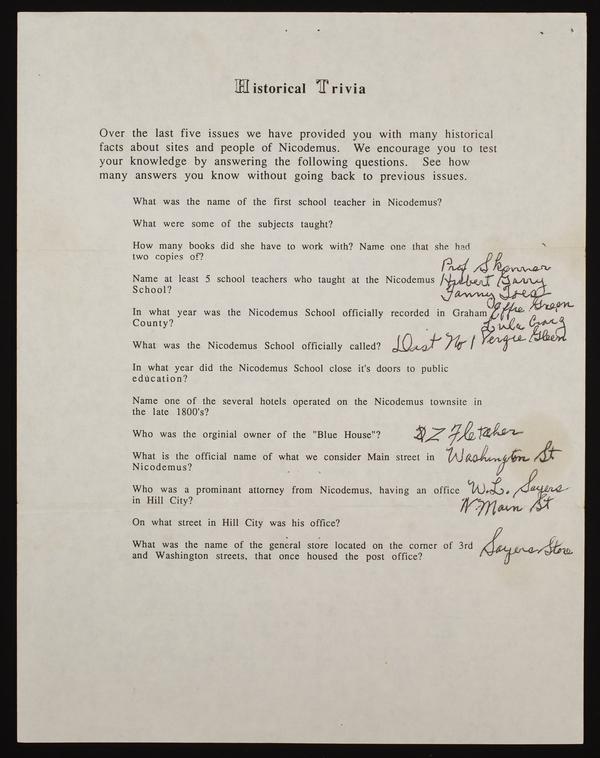 Historical Trivia
Over the last five issues we have provided you with many historical
facts about sites and people of Nicodemus. We encourage you to test
your knowledge by answering the following questions. See how
many answers you know without going back to previous issues.
What was the name of the first school teacher in Nicodemus?
What were some of the subjects taught?
How many books did she have to work with? Name one that she had
two copies of?
Prof Skennar
Name at least 5 school teachers who taught at the Nicodemus
School?
Herbert Garry
Fanny
Effie Green
In what year was the Nicodemus School officially recorded in Graham
County?
Lula Craig
What was the Nicodemus School officially called?
Dist No 1
Vergie Gleen
In what year did the Nicodemus School close it's doors to public
education?
Name one of the several hotels operated on the Nicodemus townsite in
the late 1800's?
Who was the orginial owner of the "Blue House"?
Z Fletcher
What is the official name of what we consider Main street in
Nicodemus?
Washington St
Who was a prominant attorney from Nicodemus, having an office
in Hill City?
W.L. Sayers
N. Main St
On what street in Hill City was his office?
What was the name of the general store located on the corner of 3rd
and Washington streets, that once housed the post office?
Sayers Store